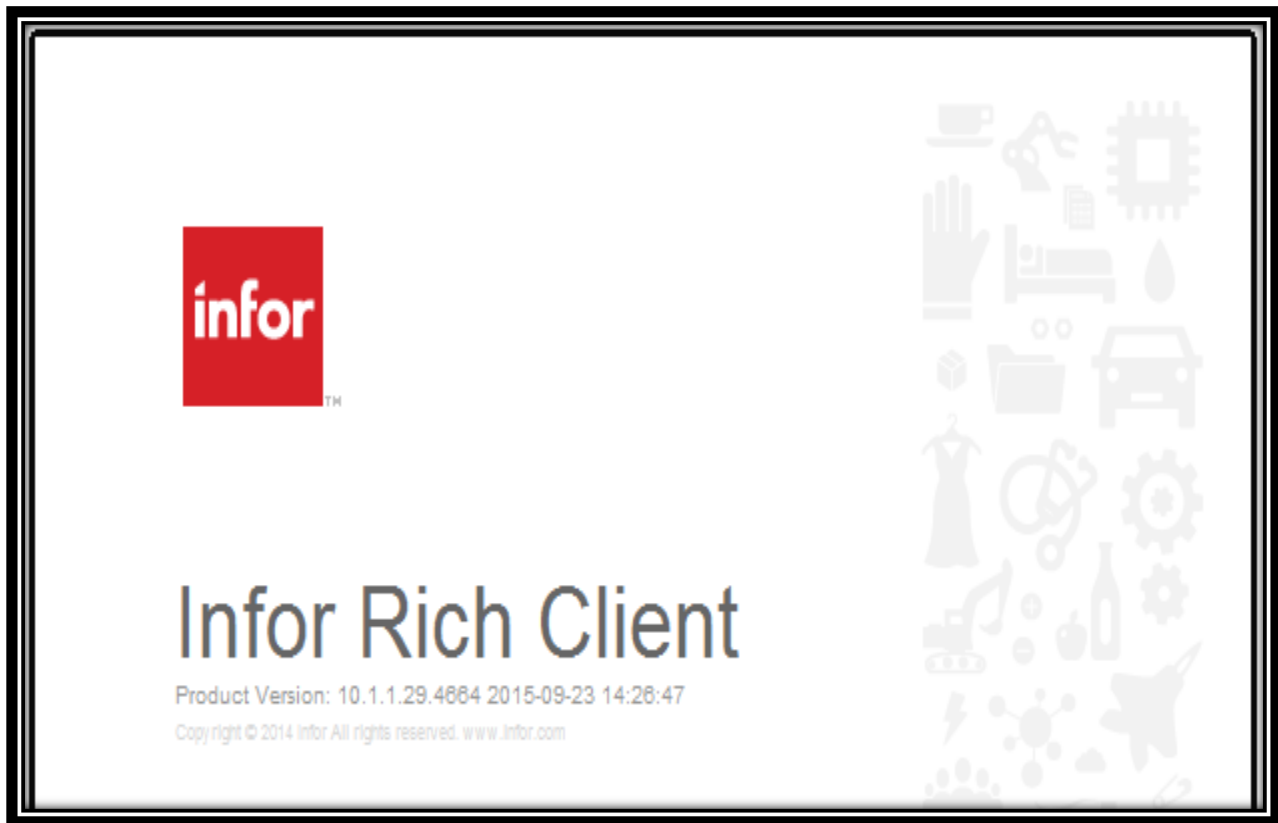 infor
TM
Infor Rich Client
Product Version: 10.1.1.29.4664 2015-09-23 14:26:47
Copyright © 2014 Infor All rights reserved. www.infor.com